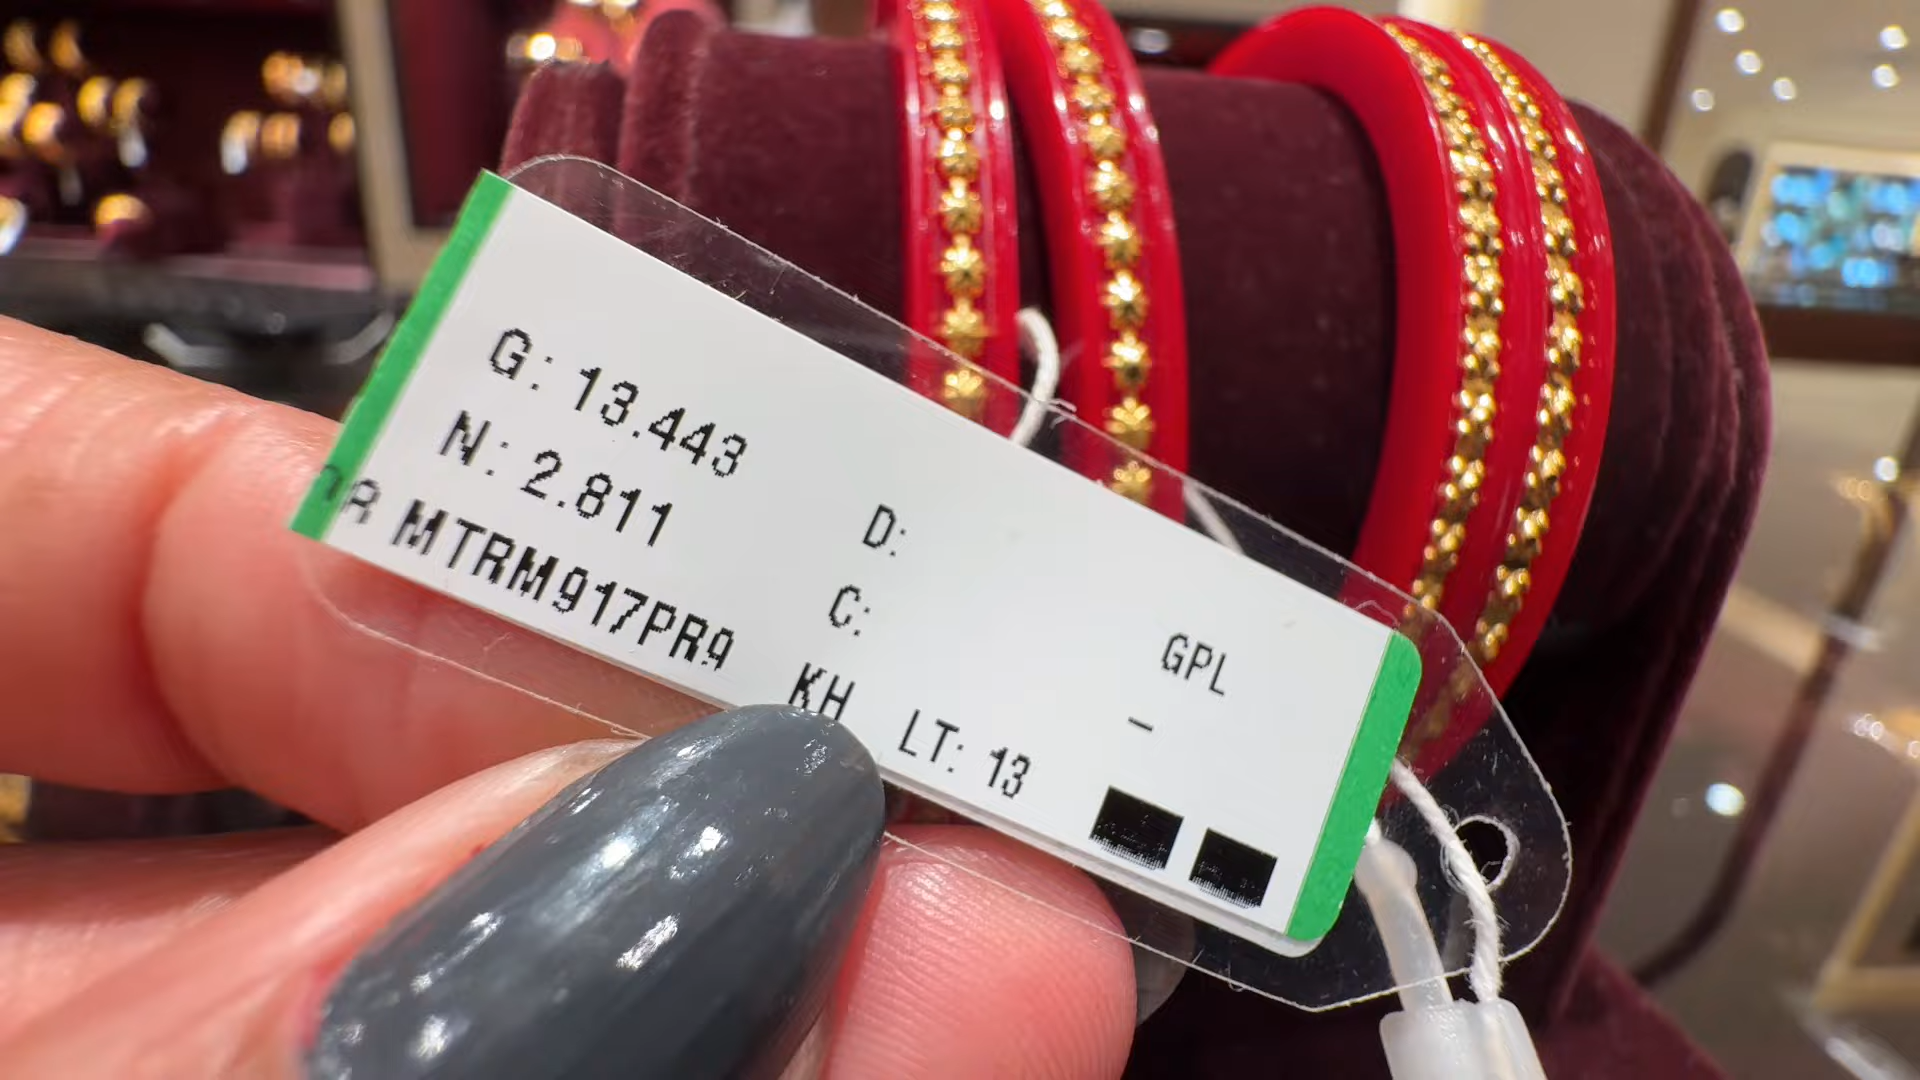 G: 13.443
N: 2.811
D:
C:
GPL
–
MTRM917PR9
KH
LT: 13